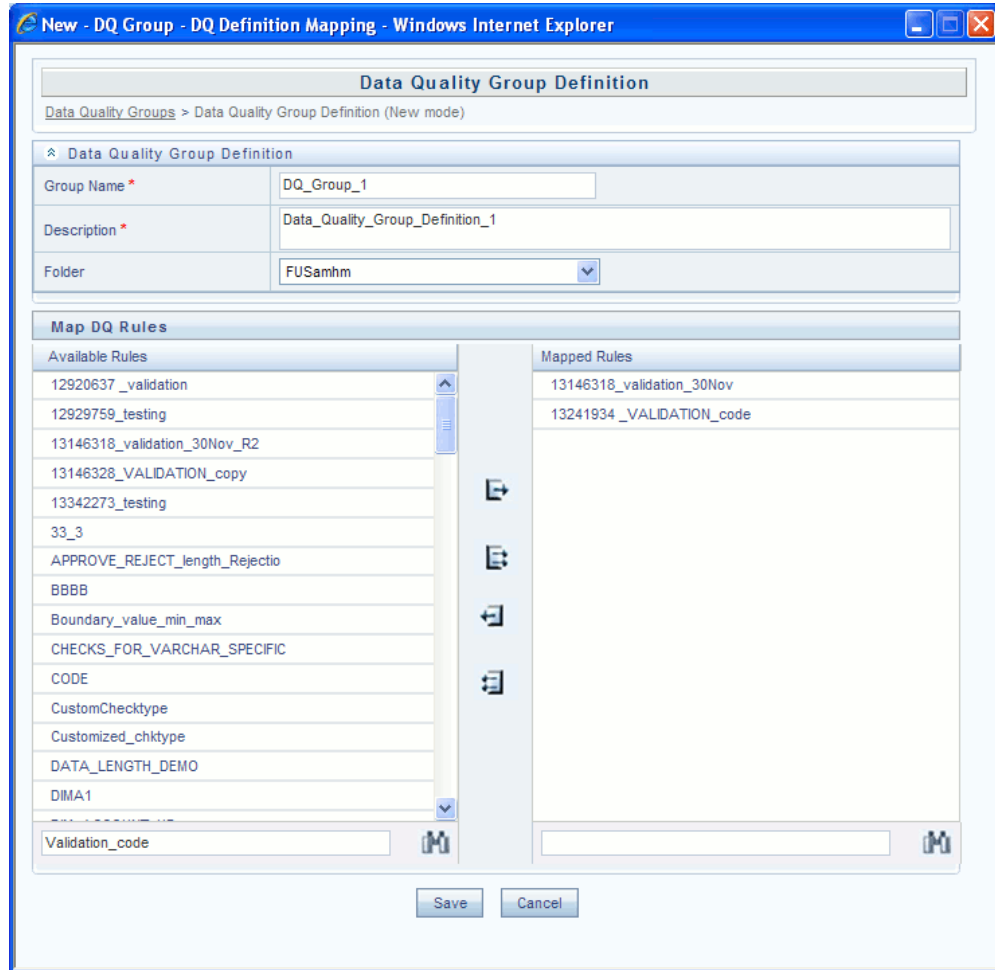 New - DQ Group - DQ Definition Mapping - Windows Internet Explorer
Data Quality Group Definition
Data Quality Groups > Data Quality Group Definition (New mode)
Data Quality Group Definition
Group Name *
DQ_Group_1
Description *
Data_Quality_Group_Definition_1
Folder
FUSamhm
Map DQ Rules
Available Rules
12920637 _validation
12929759_testing
13146318_validation_30Nov_R2
13146328_VALIDATION_copy
13342273_testing
33_3
APPROVE_REJECT_length_Rejectio
BBBB
Boundary_value_min_max
CHECKS_FOR_VARCHAR_SPECIFIC
CODE
CustomChecktype
Customized_chktype
DATA_LENGTH_DEMO
DIMA1
Validation_code
Mapped Rules
13146318_validation_30Nov
13241934 _VALIDATION_code
Save
Cancel